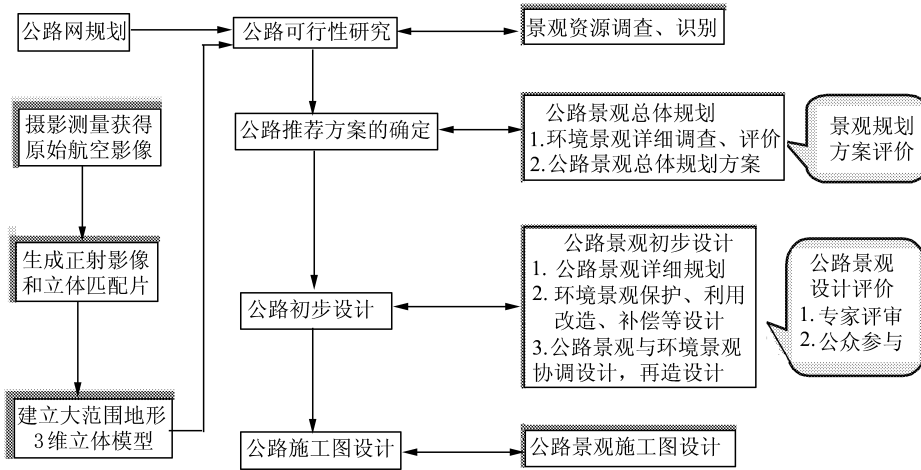 公路网规划
公路可行性研究
景观资源调查、识别
摄影测量获得
原始航空影像
公路推荐方案的确定
公路景观总体规划
1.环境景观详细调查、评价
2.公路景观总体规划方案
景观规划
方案评价
生成正射影像
和立体匹配片
公路初步设计
公路景观初步设计
1. 公路景观详细规划
2. 环境景观保护、利用
改造、补偿等设计
3.公路景观与环境景观
协调设计，再造设计
公路景观
设计评价
1. 专家评审
2. 公众参与
建立大范围地形
3维立体模型
公路施工图设计
公路景观施工图设计